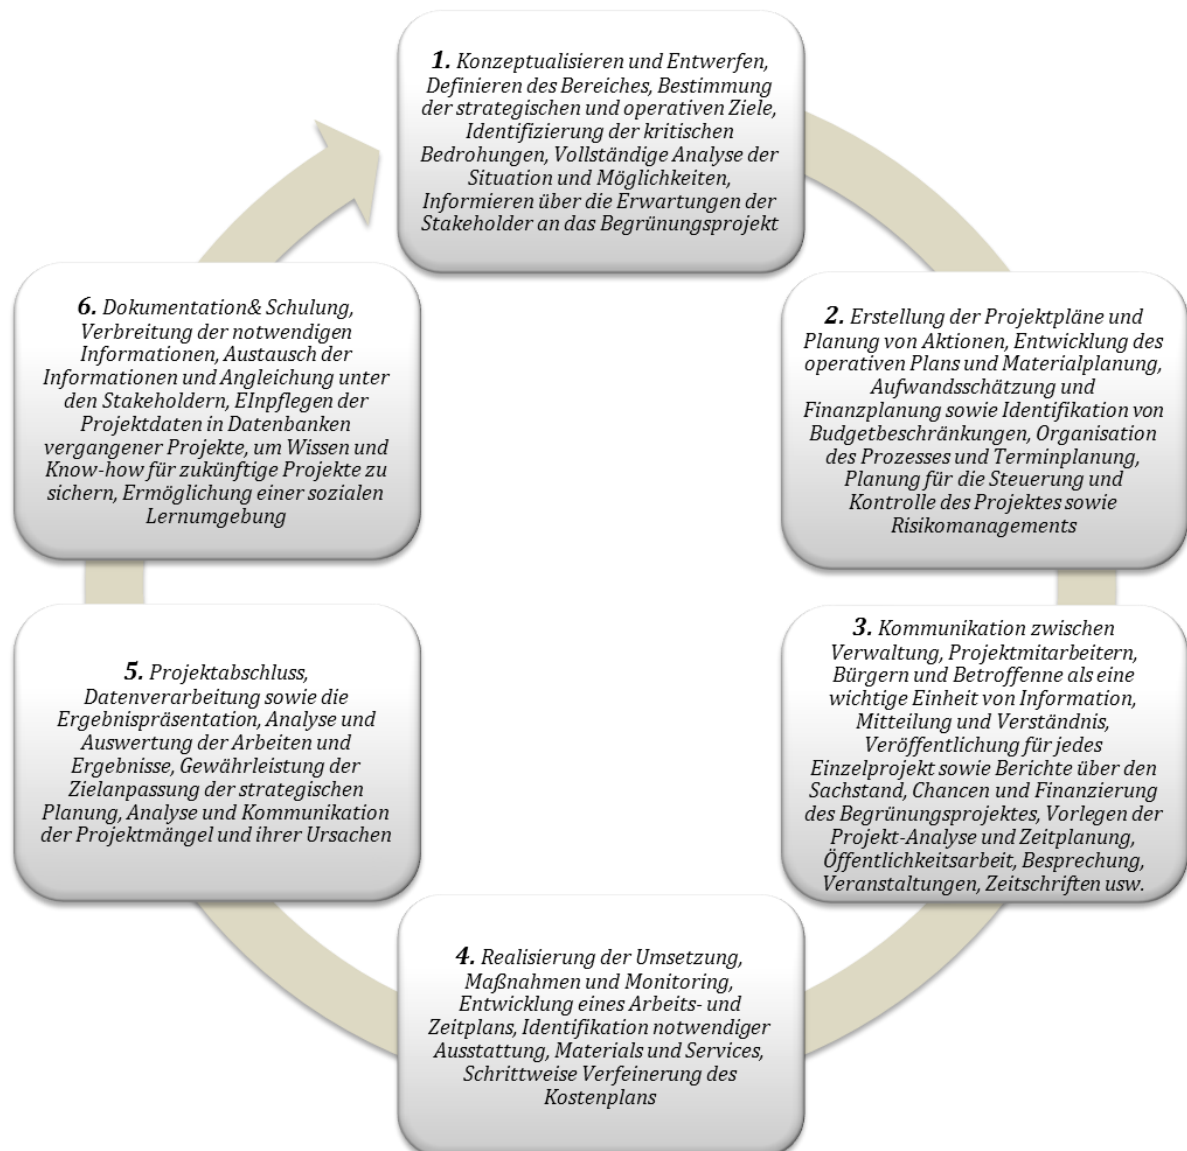 1. Konzeptualisieren und Entwerfen,
Definieren des Bereiches, Bestimmung
der strategischen und operativen Ziele,
Identifizierung der kritischen
Bedrohungen, Vollständige Analyse der
Situation und Möglichkeiten,
Informieren über die Erwartungen der
Stakeholder an das Begrünungsprojekt
2. Erstellung der Projektpläne und
Planung von Aktionen, Entwicklung des
operativen Plans und Materialplanung,
Aufwandsschätzung und
Finanzplanung sowie Identifikation von
Budgetbeschränkungen, Organisation
des Prozesses und Terminplanung,
Planung für die Steuerung und
Kontrolle des Projektes sowie
Risikomanagements
3. Kommunikation zwischen
Verwaltung, Projektmitarbeitern,
Bürgern und Betroffenne als eine
wichtige Einheit von Information,
Mitteilung und Verständnis,
Veröffentlichung für jedes
Einzelprojekt sowie Berichte über den
Sachstand, Chancen und Finanzierung
des Begrünungsprojektes, Vorlegen der
Projekt-Analyse und Zeitplanung,
Öffentlichkeitsarbeit, Besprechung,
Veranstaltungen, Zeitschriften usw.
4. Realisierung der Umsetzung,
Maßnahmen und Monitoring,
Entwicklung eines Arbeits- und
Zeitplans, Identifikation notwendiger
Ausstattung, Materials und Services,
Schrittweise Verfeinerung des
Kostenplans
5. Projektabschluss,
Datenverarbeitung sowie die
Ergebnispräsentation, Analyse und
Auswertung der Arbeiten und
Ergebnisse, Gewährleistung der
Zielanpassung der strategischen
Planung, Analyse und Kommunikation
der Projektmängel und ihrer Ursachen
6. Dokumentation& Schulung,
Verbreitung der notwendigen
Informationen, Austausch der
Informationen und Angleichung unter
den Stakeholdern, EInpflegen der
Projektdaten in Datenbanken
vergangener Projekte, um Wissen und
Know-how für zukünftige Projekte zu
sichern, Ermöglichung einer sozialen
Lernumgebung